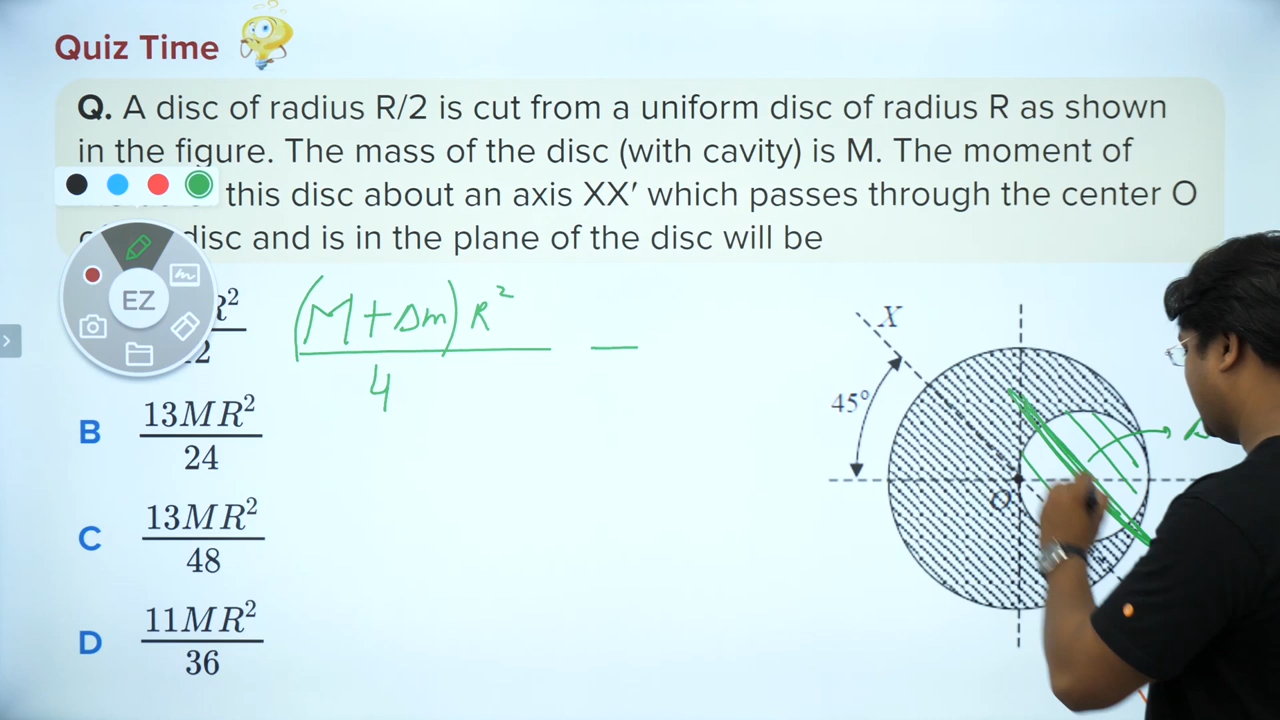 Quiz Time
Q. A disc of radius R/2 is cut from a uniform disc of radius R as shown
in the figure. The mass of the disc (with cavity) is M. The moment of
this disc about an axis XX′ which passes through the center O
disc and is in the plane of the disc will be
EZ
R²
2
(M + Δm) R²
4
B 13MR²
24
C 13MR²
48
D 11MR²
36
X
45°
O